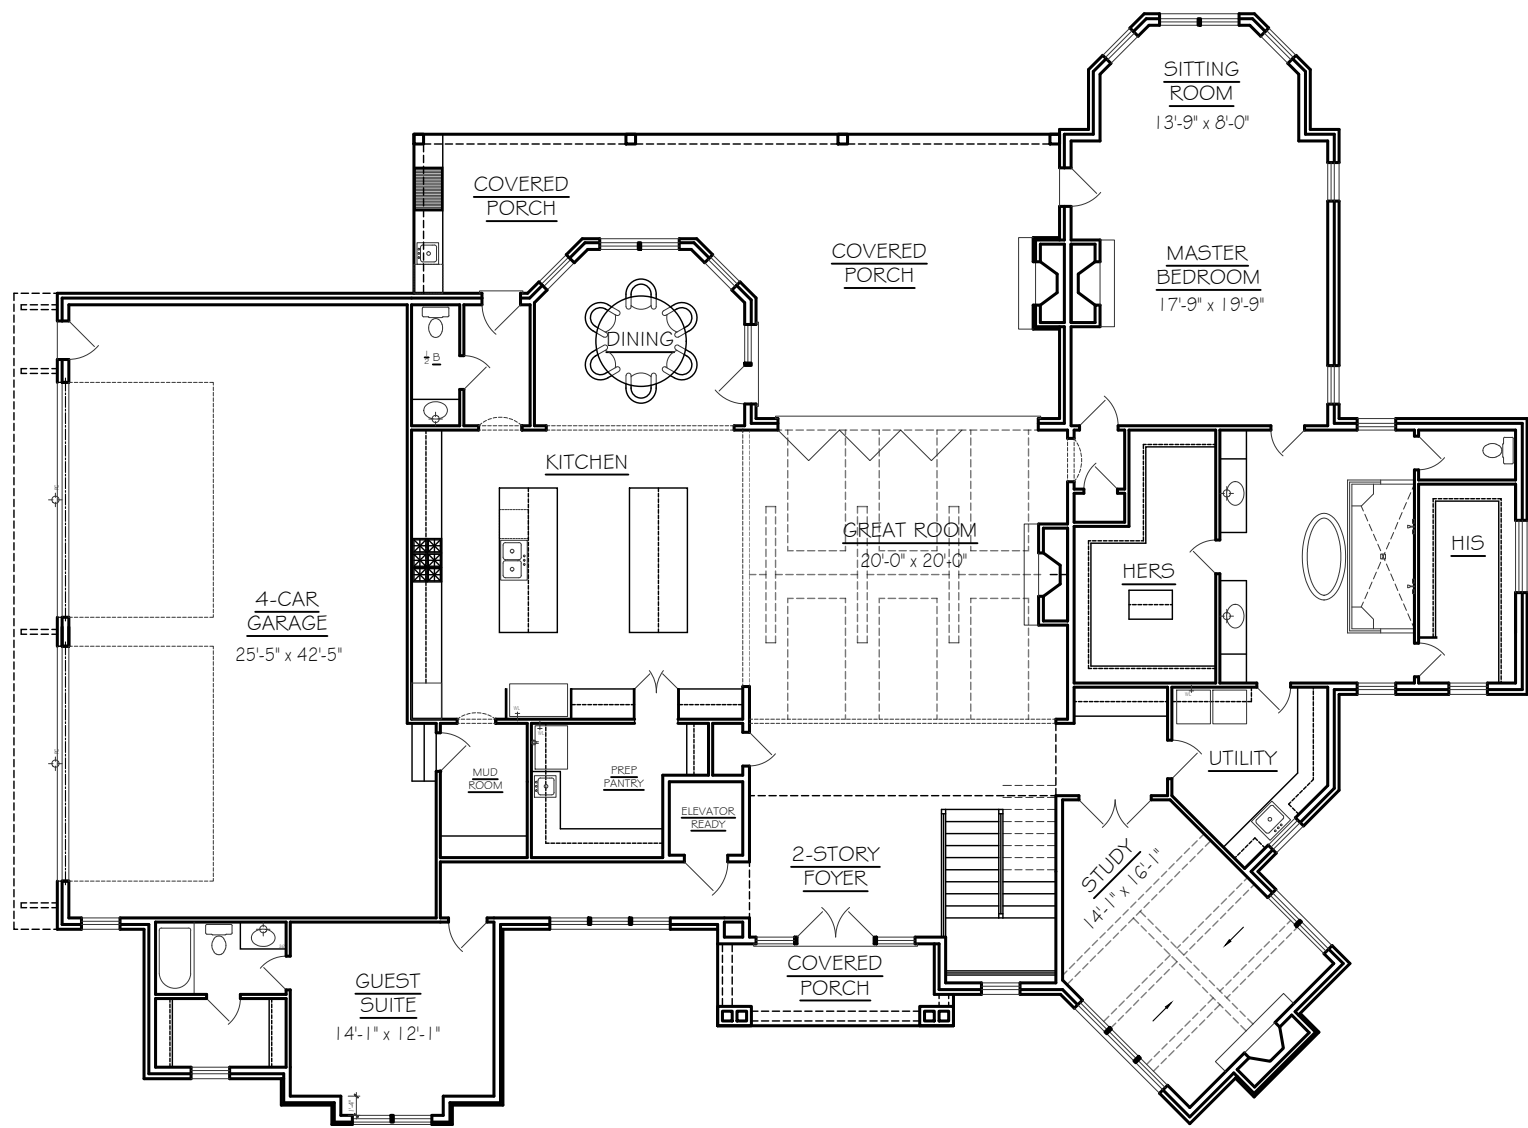 SITTING
ROOM
13'-9" x 8'-0"
COVERED
PORCH
COVERED
PORCH
MASTER
BEDROOM
17'-9" x 19'-9"
DINING
1/2 B
KITCHEN
GREAT ROOM
20'-0" x 20'-0"
HERS
HIS
4-CAR
GARAGE
25'-5" x 42'-5"
MUD
ROOM
PREP
PANTRY
UTILITY
ELEVATOR
READY
2-STORY
FOYER
STUDY
14'-1" x 16'-1"
COVERED
PORCH
GUEST
SUITE
14'-1" x 12'-1"